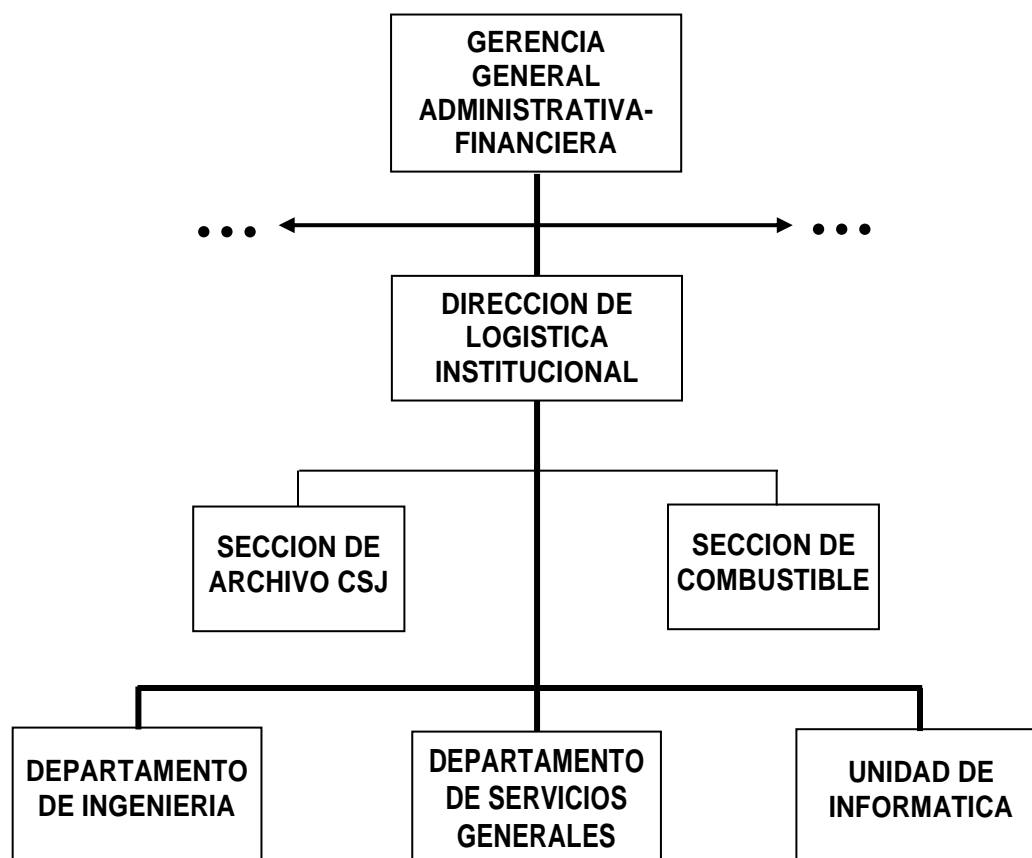 GERENCIA
GENERAL
ADMINISTRATIVA-
FINANCIERA
... ...
DIRECCION DE
LOGISTICA
INSTITUCIONAL
SECCION DE
ARCHIVO CSJ
SECCION DE
COMBUSTIBLE
DEPARTAMENTO
DE INGENIERIA
DEPARTAMENTO
DE SERVICIOS
GENERALES
UNIDAD DE
INFORMATICA